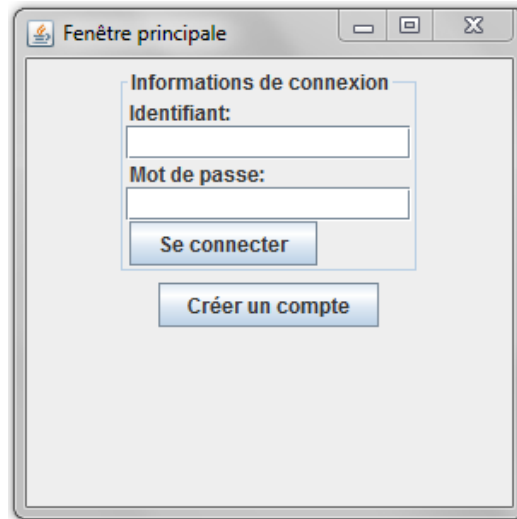 Fenêtre principale
Informations de connexion
Identifiant:
Mot de passe:
Se connecter
Créer un compte